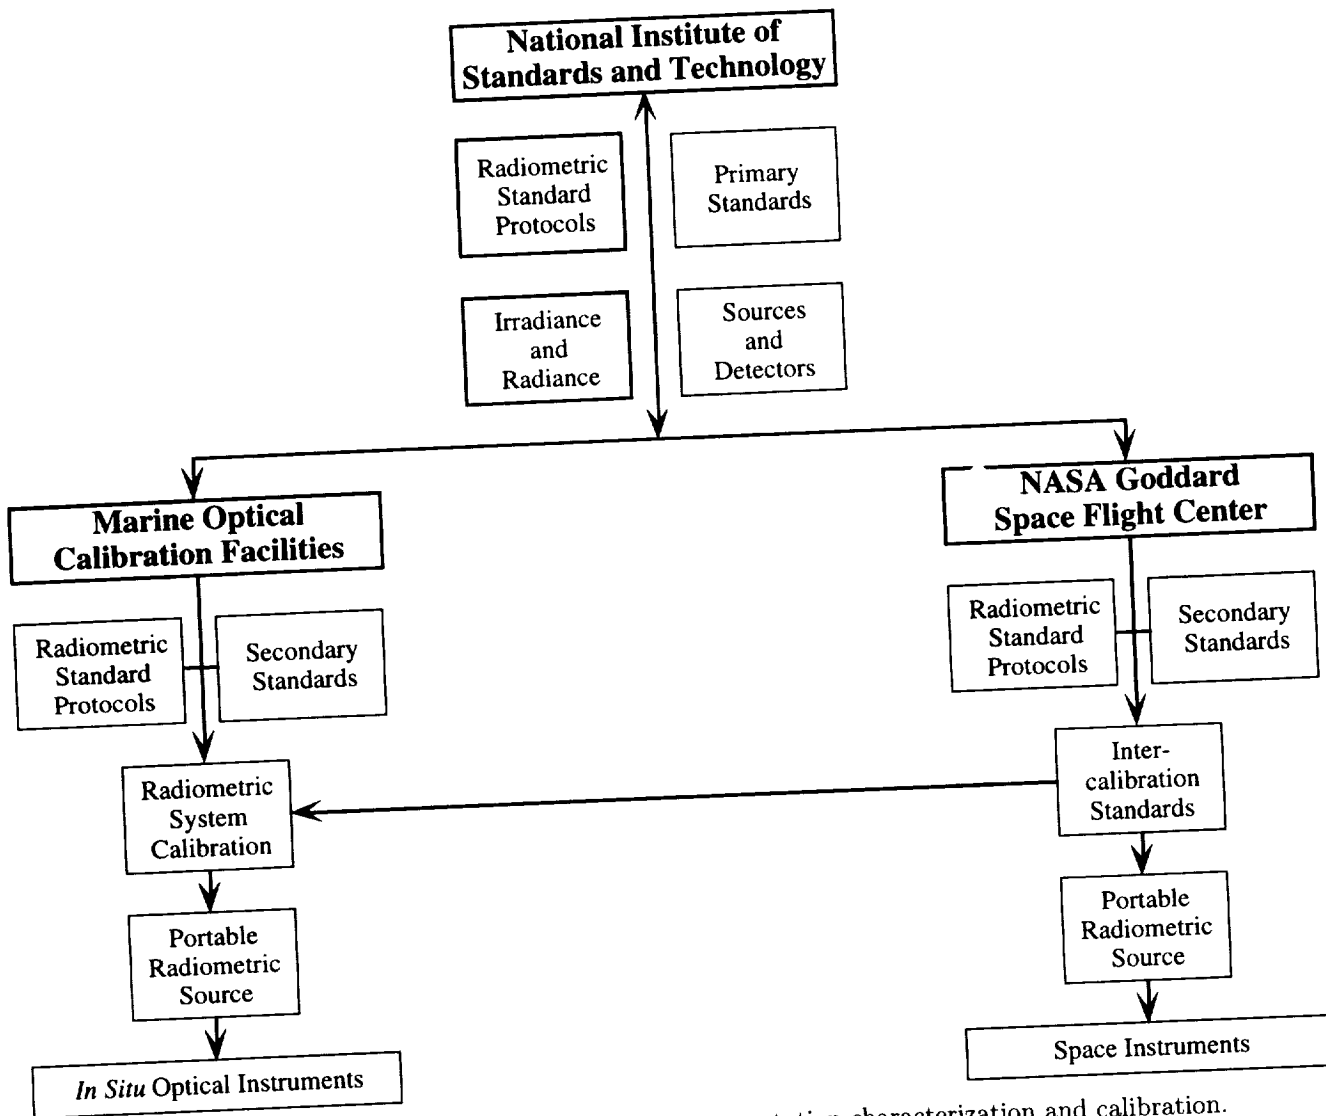 National Institute of
Standards and Technology
Radiometric
Standard
Protocols
Primary
Standards
Irradiance
and
Radiance
Sources
and
Detectors
Marine Optical
Calibration Facilities
NASA Goddard
Space Flight Center
Radiometric
Standard
Protocols
Secondary
Standards
Radiometric
Standard
Protocols
Secondary
Standards
Radiometric
System
Calibration
Inter-
calibration
Standards
Portable
Radiometric
Source
Portable
Radiometric
Source
In Situ Optical Instruments
Space Instruments
characterization and calibration.